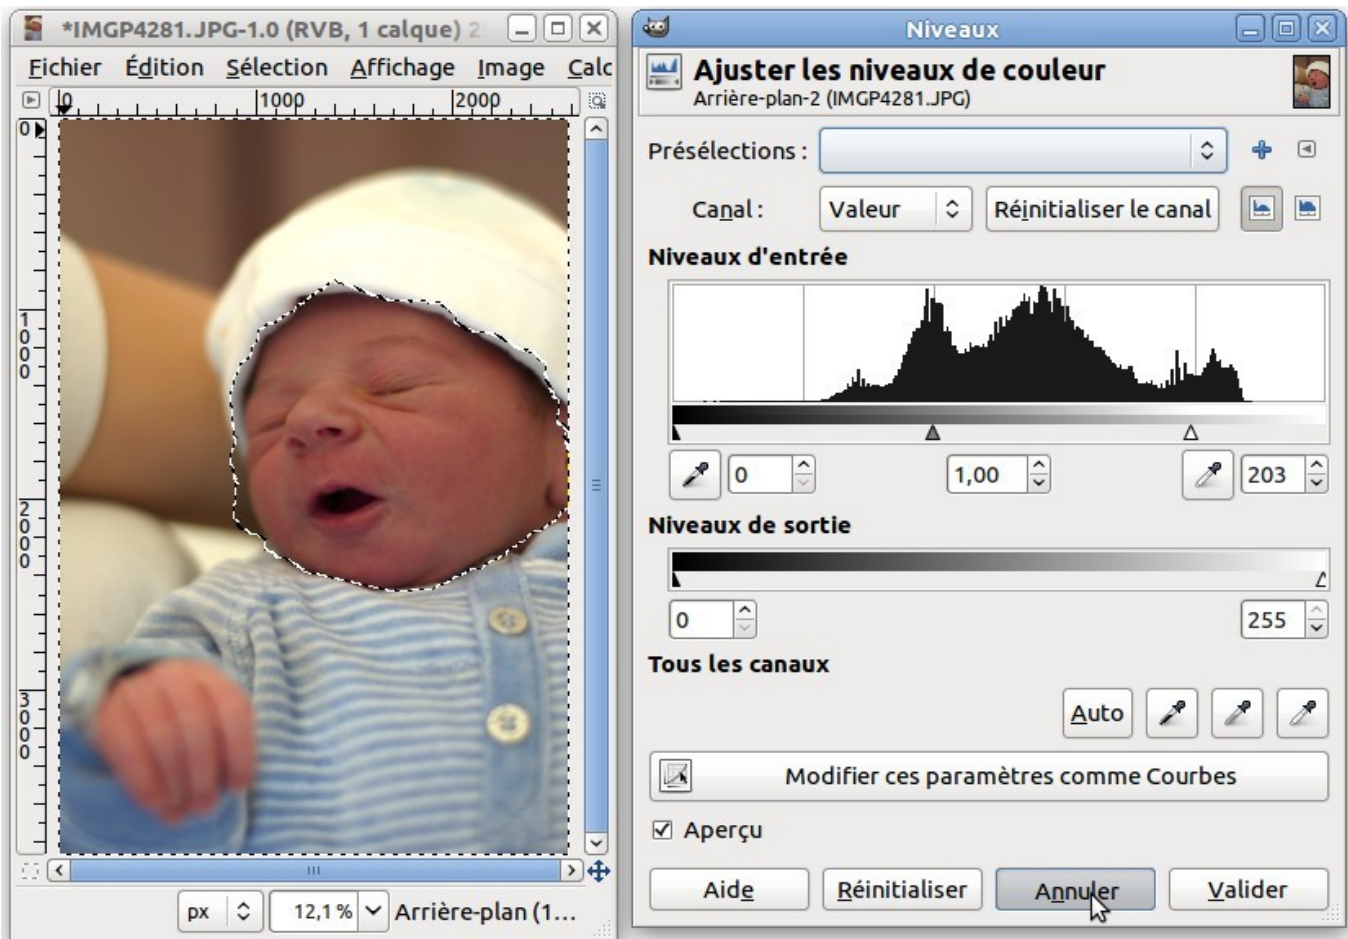 *IMGP4281.JPG-1.0 (RVB, 1 calque)
Fichier Édition Sélection Affichage Image Calc
0 1000 2000
0
1000
2000
3000
px 12,1 % Arrière-plan (1...
Niveaux
Ajuster les niveaux de couleur
Arrière-plan-2 (IMGP4281.JPG)
Présélections :
Canal : Valeur Réinitialiser le canal
Niveaux d'entrée
0 1,00 203
Niveaux de sortie
0 255
Tous les canaux
Auto
Modifier ces paramètres comme Courbes
Aperçu
Aide Réinitialiser Annuler Valider